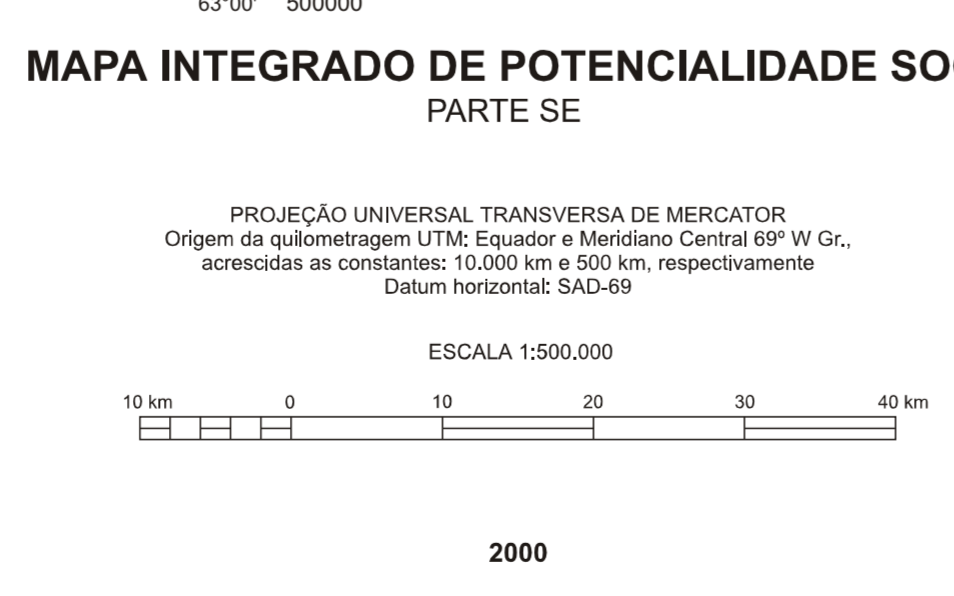 63°00' 500000
MAPA INTEGRADO DE POTENCIALIDADE
PARTE SE
PROJEÇÃO UNIVERSAL TRANSVERSA DE MERCATOR
Origem da quilometragem UTM: Equador e Meridiano Central 69º W Gr.,
acrescidas as constantes: 10.000 km e 500 km, respectivamente
Datum horizontal: SAD-69
ESCALA 1:500.000
10 km 0 10 20 30 40 km
2000